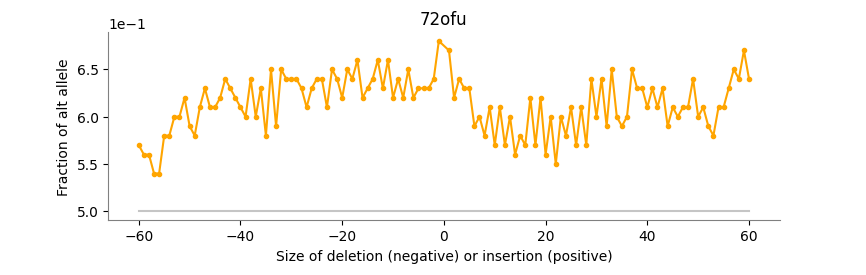 72ofu
1e−1
6.5
6.0
5.5
5.0
Fraction of alt allele
−60 −40 −20 0 20 40 60
Size of deletion (negative) or insertion (positive)